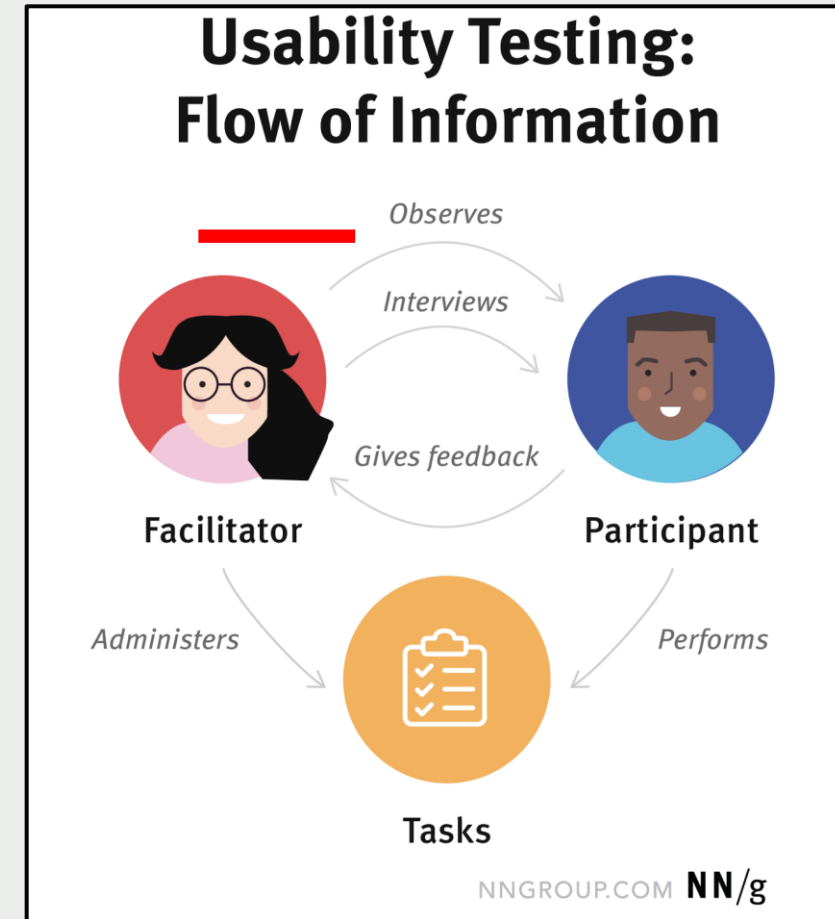 Usability Testing:
Flow of Information
Observes
Interviews
Gives feedback
Facilitator
Participant
Administers
Performs
Tasks
NNGROUP.COM NN/g